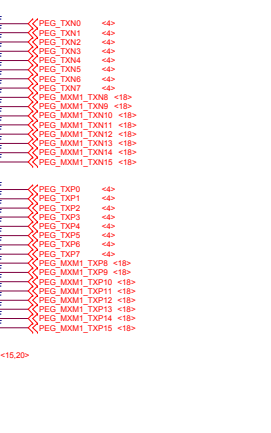 PEG_TXN0 <4>
PEG_TXN1 <4>
PEG_TXN2 <4>
PEG_TXN3 <4>
PEG_TXN4 <4>
PEG_TXN5 <4>
PEG_TXN6 <4>
PEG_TXN7 <4>
PEG_MXM1_TXN8 <18>
PEG_MXM1_TXN9 <18>
PEG_MXM1_TXN10 <18>
PEG_MXM1_TXN11 <18>
PEG_MXM1_TXN12 <18>
PEG_MXM1_TXN13 <18>
PEG_MXM1_TXN14 <18>
PEG_MXM1_TXN15 <18>
PEG_TXP0 <4>
PEG_TXP1 <4>
PEG_TXP2 <4>
PEG_TXP3 <4>
PEG_TXP4 <4>
PEG_TXP5 <4>
PEG_TXP6 <4>
PEG_TXP7 <4>
PEG_MXM1_TXP8 <18>
PEG_MXM1_TXP9 <18>
PEG_MXM1_TXP10 <18>
PEG_MXM1_TXP11 <18>
PEG_MXM1_TXP12 <18>
PEG_MXM1_TXP13 <18>
PEG_MXM1_TXP14 <18>
PEG_MXM1_TXP15 <18>
<15,20>